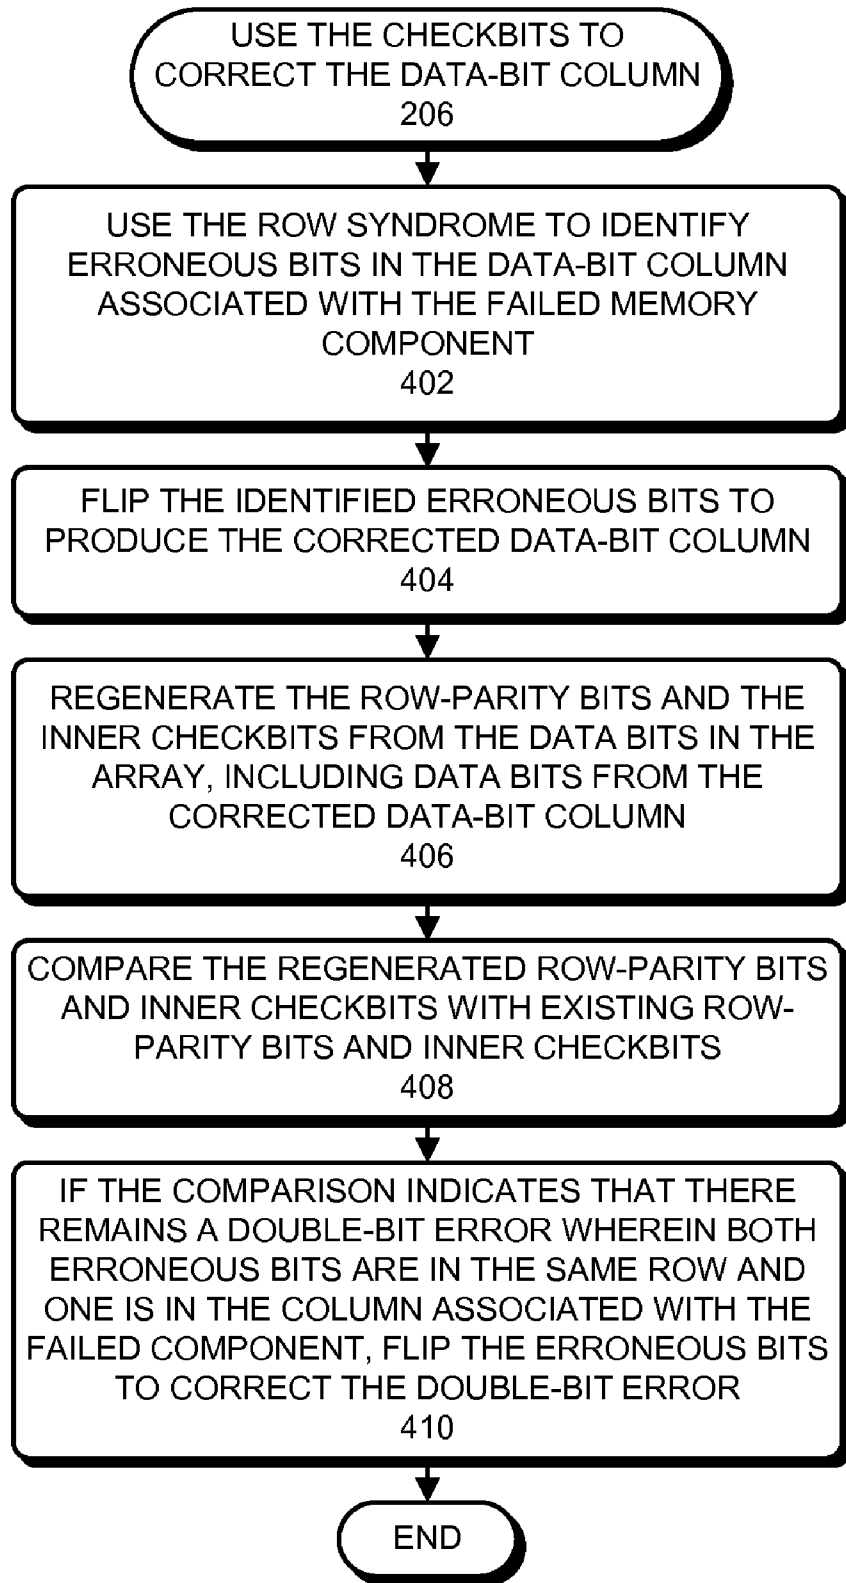 USE THE CHECKBITS TO
CORRECT THE DATA-BIT COLUMN
206
USE THE ROW SYNDROME TO IDENTIFY
ERRONEOUS BITS IN THE DATA-BIT COLUMN
ASSOCIATED WITH THE FAILED MEMORY
COMPONENT
402
FLIP THE IDENTIFIED ERRONEOUS BITS TO
PRODUCE THE CORRECTED DATA-BIT COLUMN
404
REGENERATE THE ROW-PARITY BITS AND THE
INNER CHECKBITS FROM THE DATA BITS IN THE
ARRAY, INCLUDING DATA BITS FROM THE
CORRECTED DATA-BIT COLUMN
406
COMPARE THE REGENERATED ROW-PARITY BITS
AND INNER CHECKBITS WITH EXISTING ROW-
PARITY BITS AND INNER CHECKBITS
408
IF THE COMPARISON INDICATES THAT THERE
REMAINS A DOUBLE-BIT ERROR WHEREIN BOTH
ERRONEOUS BITS ARE IN THE SAME ROW AND
ONE IS IN THE COLUMN ASSOCIATED WITH THE
FAILED COMPONENT, FLIP THE ERRONEOUS BITS
TO CORRECT THE DOUBLE-BIT ERROR
410
END